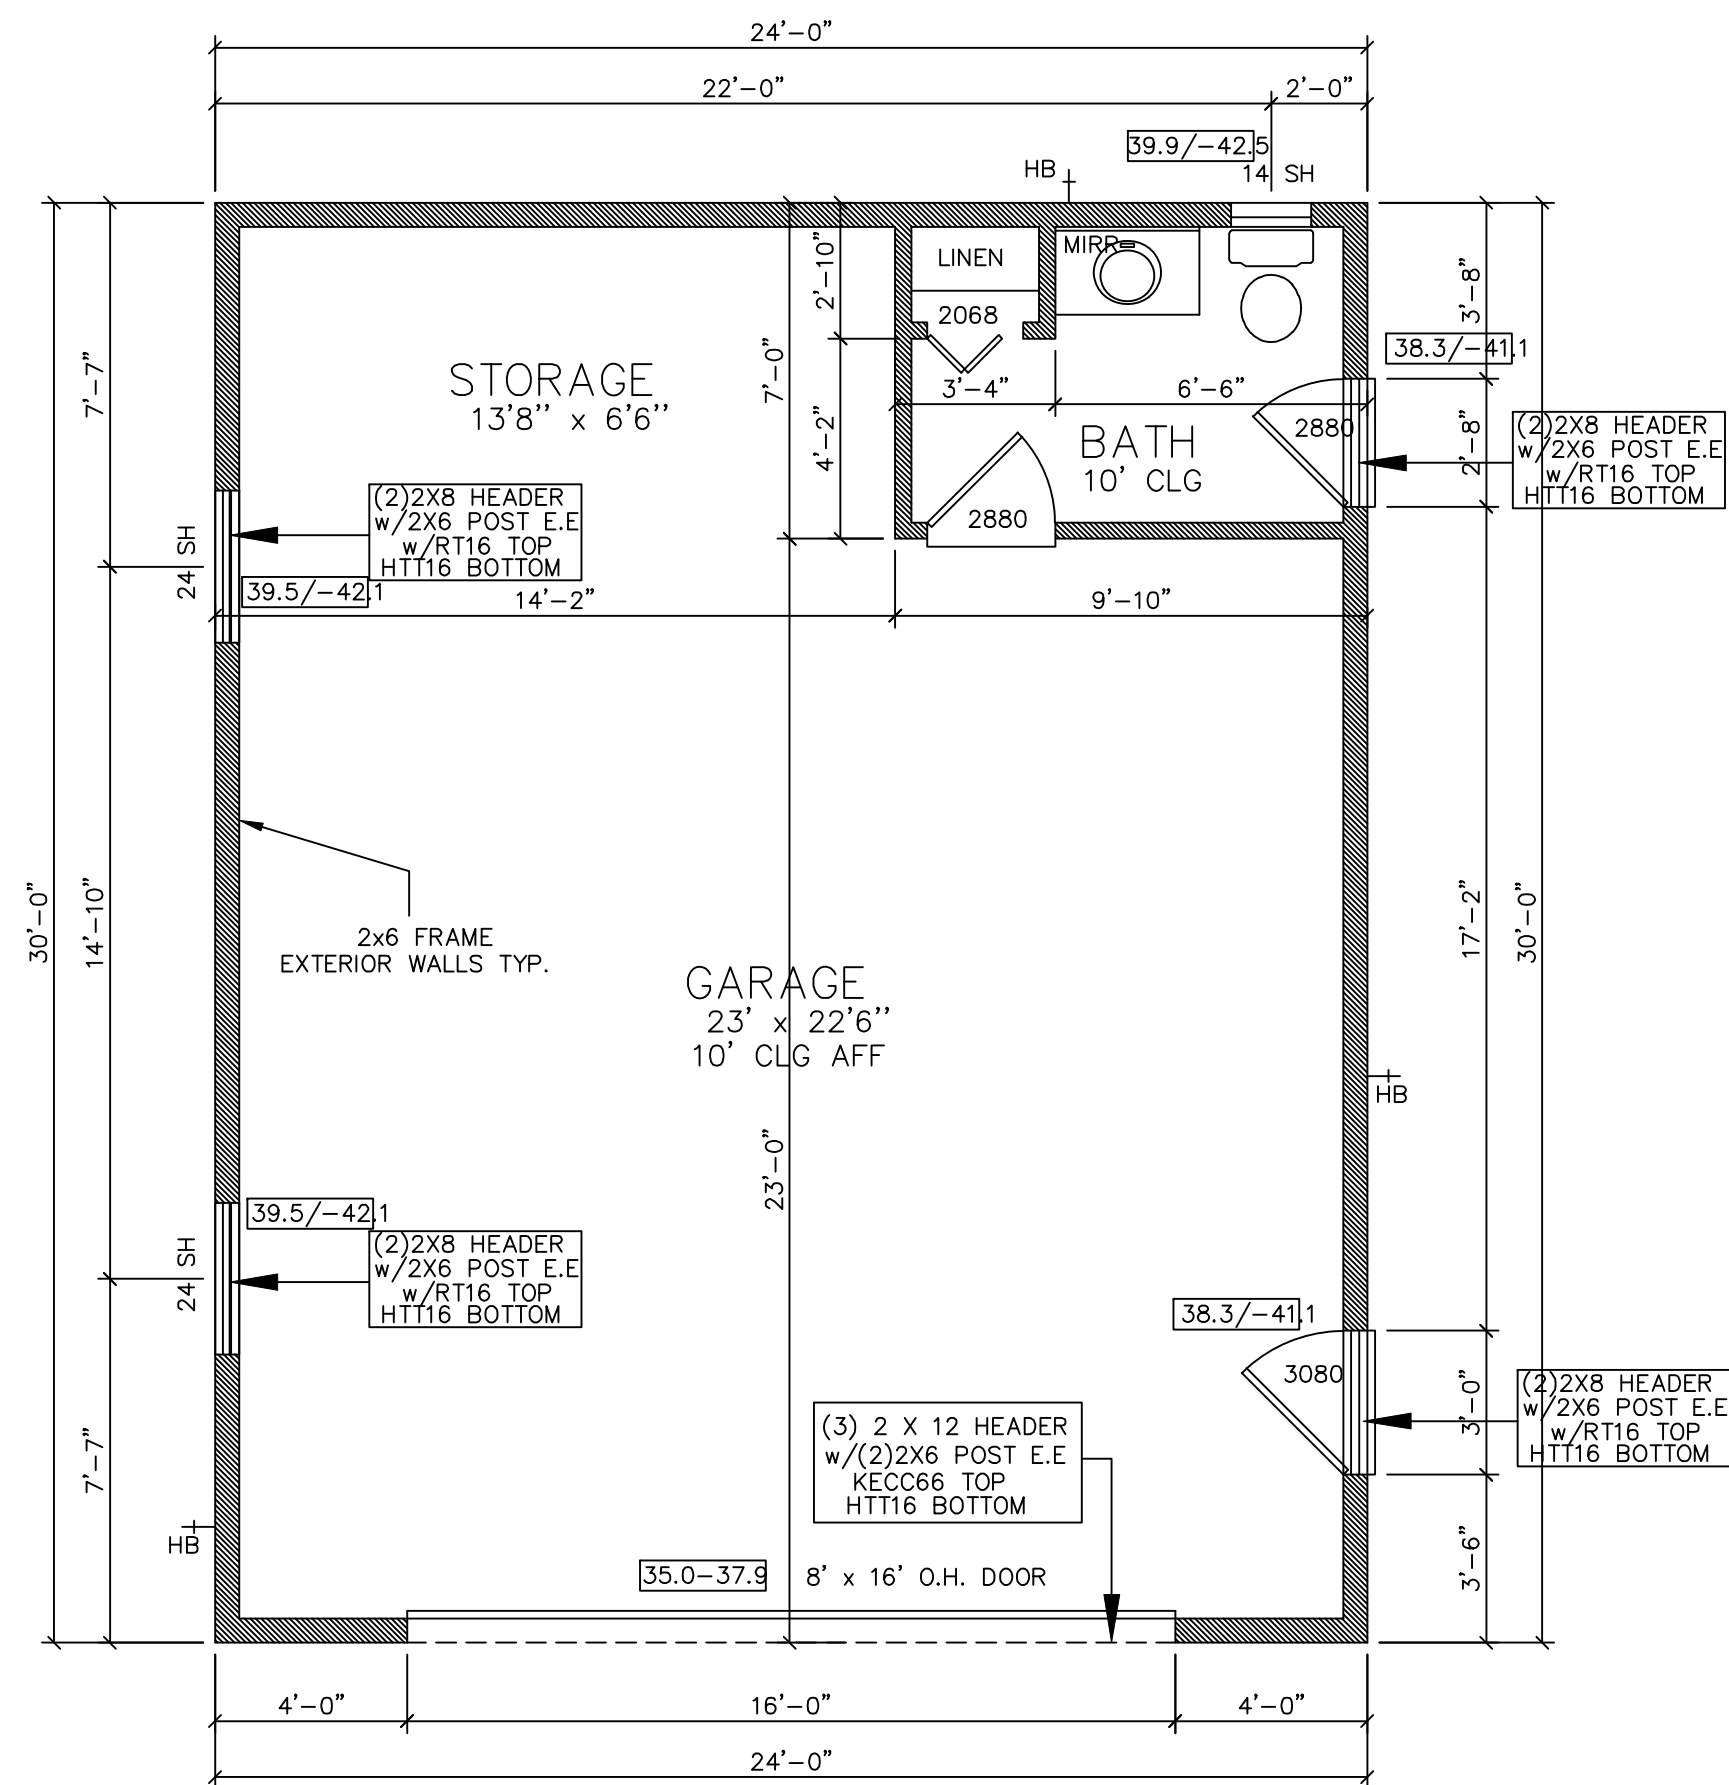 24'-0"
22'-0"
2'-0"
39.9/-42.5
14 SH
HB
MIRR
LINEN
2068
2'-10"
7'-0"
4'-2"
3'-4"
6'-6"
STORAGE
13'8'' x 6'6''
BATH
10' CLG
2880
2880
3'-8"
38.3/-41.1
2'-8"
(2)2X8 HEADER
w/2X6 POST E.E
w/RT16 TOP
HTT16 BOTTOM
7'-7"
24 SH
(2)2X8 HEADER
w/2X6 POST E.E
w/RT16 TOP
HTT16 BOTTOM
39.5/-42.1
14'-2"
9'-10"
30'-0"
14'-10"
2x6 FRAME
EXTERIOR WALLS TYP.
GARAGE
23' x 22'6''
10' CLG AFF
17'-2"
30'-0"
HB
23'-0"
39.5/-42.1
24 SH
(2)2X8 HEADER
w/2X6 POST E.E
w/RT16 TOP
HTT16 BOTTOM
38.3/-41.1
3080
3'-0"
(2)2X8 HEADER
w/2X6 POST E.E
w/RT16 TOP
HTT16 BOTTOM
7'-7"
(3) 2 X 12 HEADER
w/(2)2X6 POST E.E
KECC66 TOP
HTT16 BOTTOM
HB
35.0-37.9
8' x 16' O.H. DOOR
3'-6"
4'-0"
16'-0"
4'-0"
24'-0"